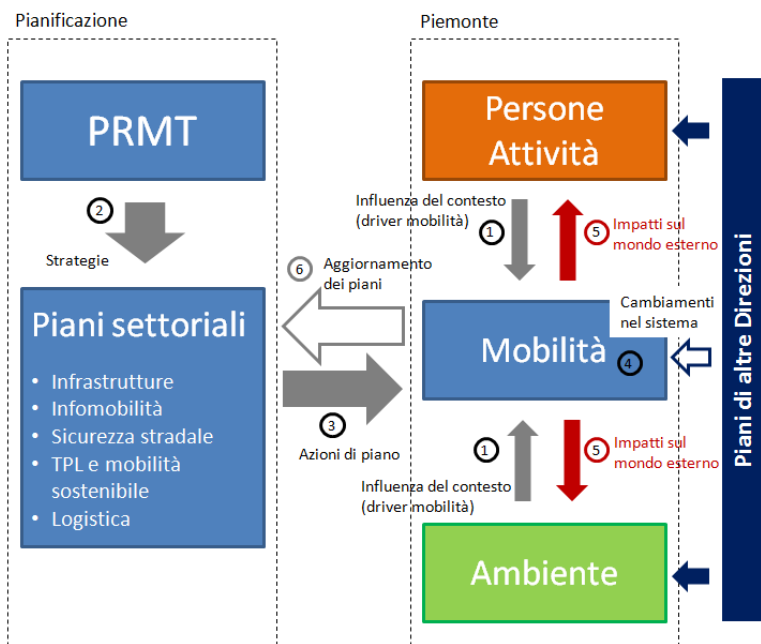 Pianificazione
PRMT
2
Strategie
Piani settoriali
• Infrastrutture
• Infomobilità
• Sicurezza stradale
• TPL e mobilità
sostenibile
• Logistica
6 Aggiornamento
dei piani
3
Azioni di piano
Piemonte
Persone
Attività
Influenza del contesto
(driver mobilità)
1
5 Impatti sul
mondo esterno
Mobilità
Cambiamenti
nel sistema
4
1
Influenza del contesto
(driver mobilità)
5 Impatti sul
mondo esterno
Ambiente
Piani di altre Direzioni